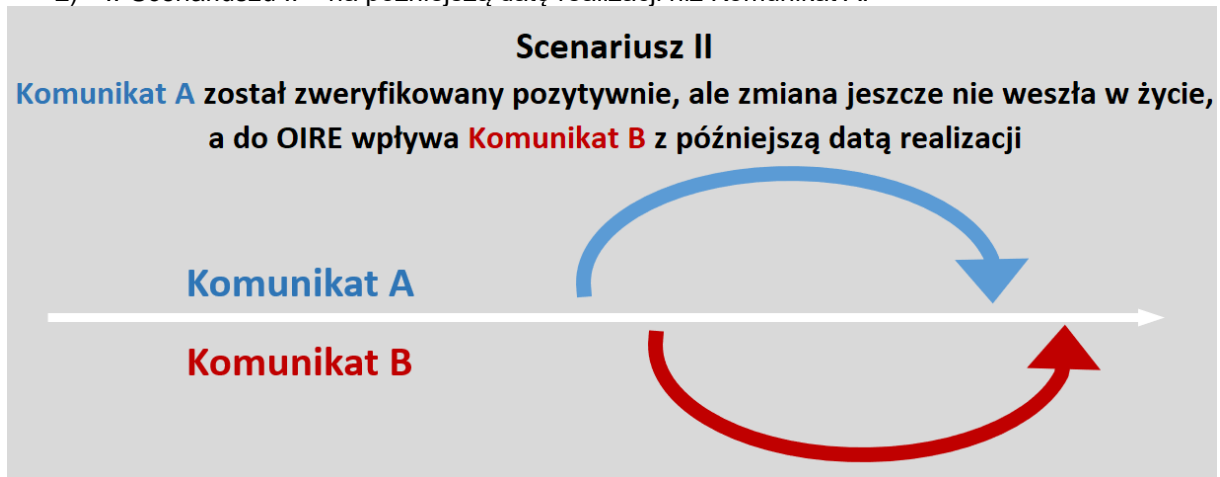 Scenariusz II
Komunikat A został zweryfikowany pozytywnie, ale zmiana jeszcze nie weszła w życie,
a do OIRE wpływa Komunikat B z późniejszą datą realizacji
Komunikat A
Komunikat B